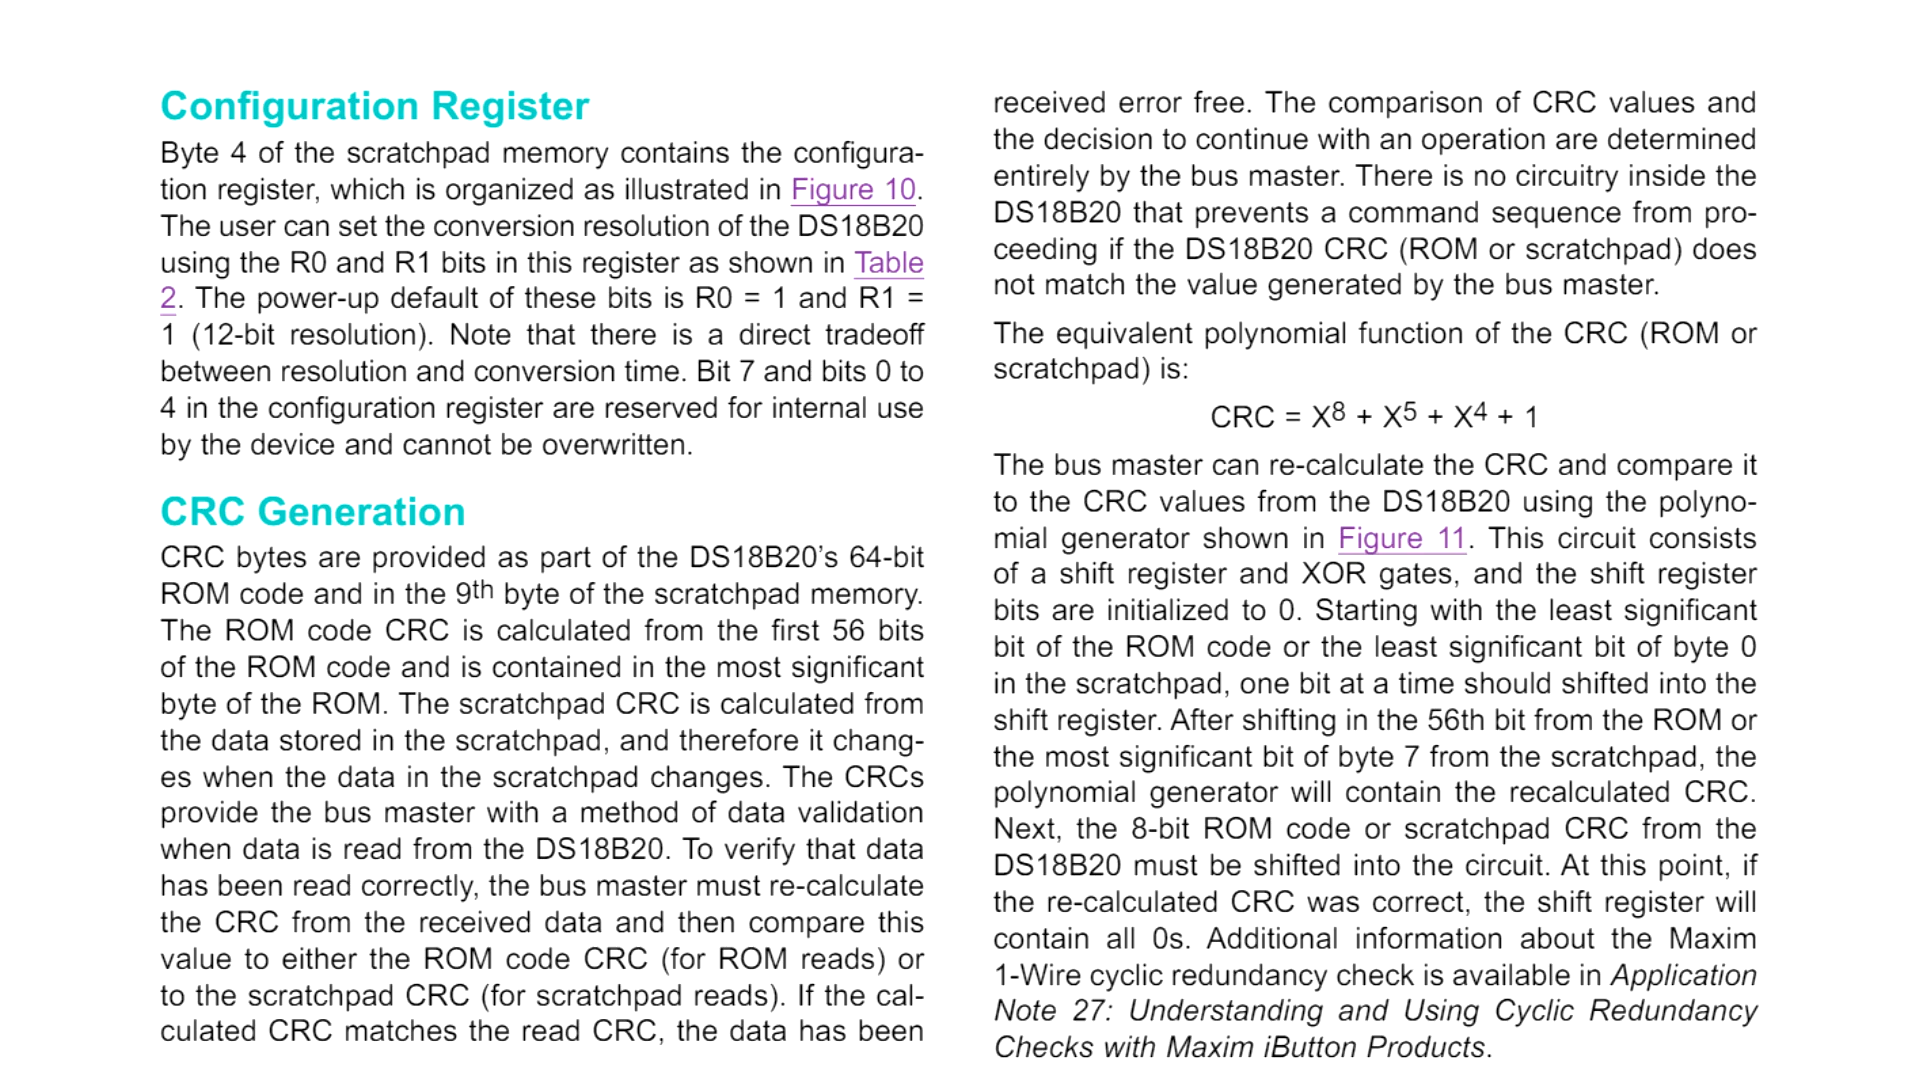 Configuration Register
Byte 4 of the scratchpad memory contains the configura-
tion register, which is organized as illustrated in Figure 10.
The user can set the conversion resolution of the DS18B20
using the R0 and R1 bits in this register as shown in Table
2. The power-up default of these bits is R0 = 1 and R1 =
1 (12-bit resolution). Note that there is a direct tradeoff
between resolution and conversion time. Bit 7 and bits 0 to
4 in the configuration register are reserved for internal use
by the device and cannot be overwritten.
CRC Generation
CRC bytes are provided as part of the DS18B20’s 64-bit
ROM code and in the 9th byte of the scratchpad memory.
The ROM code CRC is calculated from the first 56 bits
of the ROM code and is contained in the most significant
byte of the ROM. The scratchpad CRC is calculated from
the data stored in the scratchpad, and therefore it chang-
es when the data in the scratchpad changes. The CRCs
provide the bus master with a method of data validation
when data is read from the DS18B20. To verify that data
has been read correctly, the bus master must re-calculate
the CRC from the received data and then compare this
value to either the ROM code CRC (for ROM reads) or
to the scratchpad CRC (for scratchpad reads). If the cal-
culated CRC matches the read CRC, the data has been
received error free. The comparison of CRC values and
the decision to continue with an operation are determined
entirely by the bus master. There is no circuitry inside the
DS18B20 that prevents a command sequence from pro-
ceeding if the DS18B20 CRC (ROM or scratchpad) does
not match the value generated by the bus master.
The equivalent polynomial function of the CRC (ROM or
scratchpad) is:
CRC = X8 + X5 + X4 + 1
The bus master can re-calculate the CRC and compare it
to the CRC values from the DS18B20 using the polyno-
mial generator shown in Figure 11. This circuit consists
of a shift register and XOR gates, and the shift register
bits are initialized to 0. Starting with the least significant
bit of the ROM code or the least significant bit of byte 0
in the scratchpad, one bit at a time should shifted into the
shift register. After shifting in the 56th bit from the ROM or
the most significant bit of byte 7 from the scratchpad, the
polynomial generator will contain the recalculated CRC.
Next, the 8-bit ROM code or scratchpad CRC from the
DS18B20 must be shifted into the circuit. At this point, if
the re-calculated CRC was correct, the shift register will
contain all 0s. Additional information about the Maxim
1-Wire cyclic redundancy check is available in Application
Note 27: Understanding and Using Cyclic Redundancy
Checks with Maxim iButton Products.